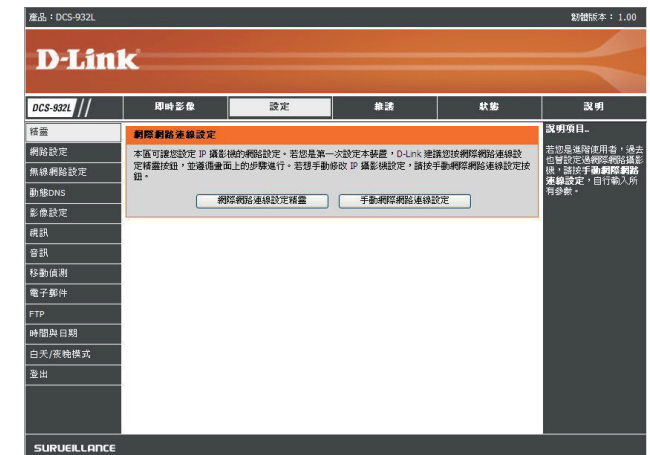 產品：DCS-932L
韌體版本： 1.00
D-Link
DCS-932L
即時影像
設定
維護
狀態
說明
精靈
網路設定
無線網路設定
動態DNS
影像設定
視訊
音訊
移動偵測
電子郵件
FTP
時間與日期
白天/夜晚模式
登出
網際網路連線設定
本區可讓您設定 IP 攝影機的網路設定。若您是第一次設定本裝置，D-Link 建議您按網際網路連線設
定精靈按鈕，並遵循畫面上的步驟進行。若想手動修改 IP 攝影機設定，請按手動網際網路連線設定按
鈕。
網際網路連線設定精靈
手動網際網路連線設定
說明項目..
若您是進階使用者，過去
也曾設定過網際網路攝影
機，請按手動網際網路
連線設定，自行輸入所
有參數。
SURVEILLANCE